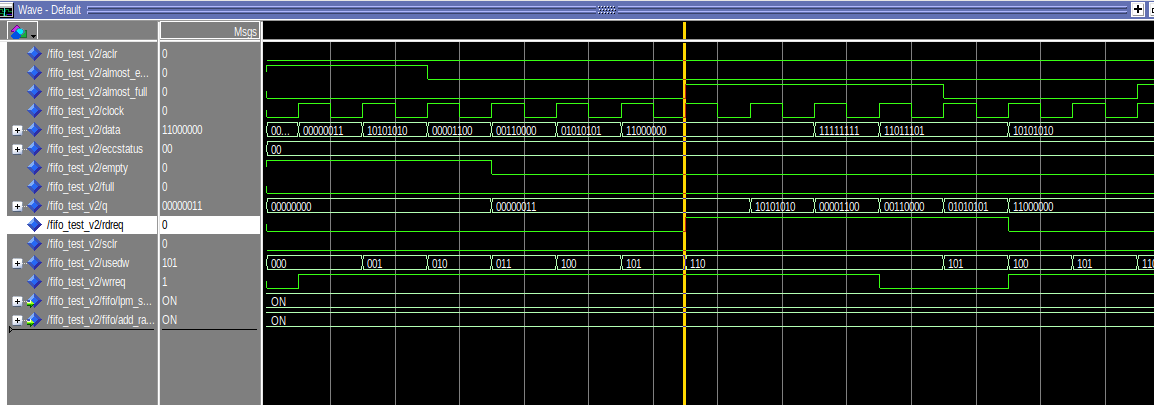 Wave - Default
Msgs
/fifo_test_v2/aclr 0
/fifo_test_v2/almost_e... 0
/fifo_test_v2/almost_full 0
/fifo_test_v2/clock 0
/fifo_test_v2/data 11000000 00... 00000011 10101010 00001100 00110000 01010101 11000000 11111111 11011101 10101010
/fifo_test_v2/eccstatus 00 00
/fifo_test_v2/empty 0
/fifo_test_v2/full 0
/fifo_test_v2/q 00000011 00000000 00000011 10101010 00001100 00110000 01010101 11000000
/fifo_test_v2/rdreq 0
/fifo_test_v2/sclr 0
/fifo_test_v2/usedw 101 000 001 010 011 100 101 110 101 100 101 110
/fifo_test_v2/wrreq 1
/fifo_test_v2/fifo/lpm_s... ON ON
/fifo_test_v2/fifo/add_ra... ON ON